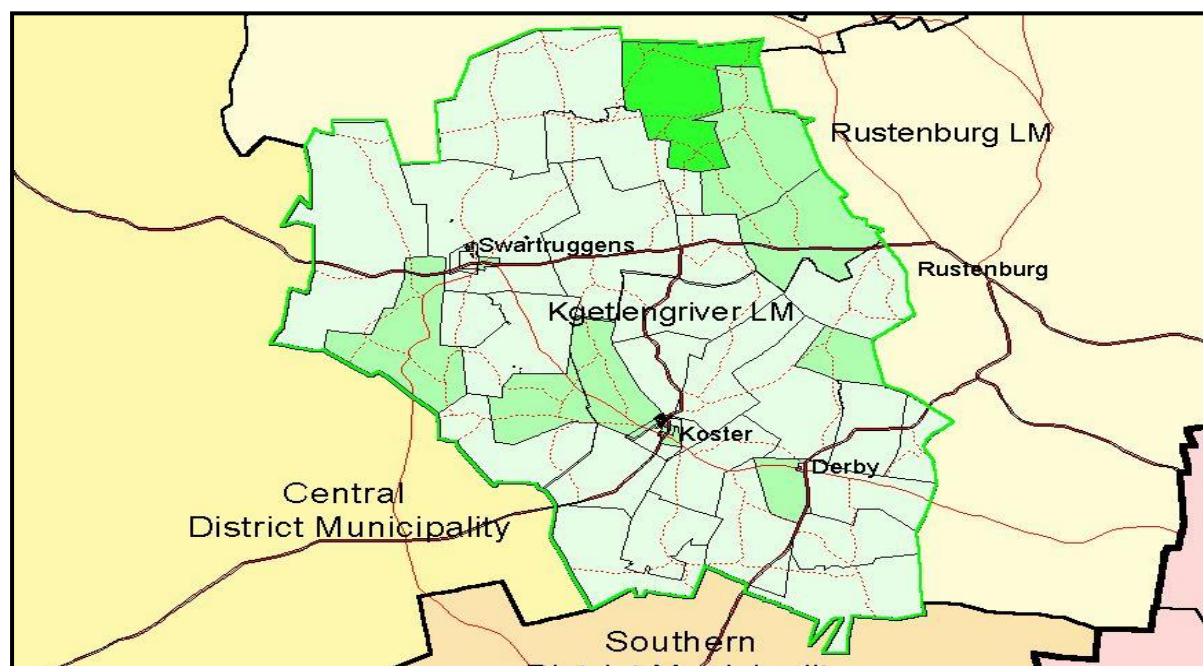 Rustenburg LM
Swartruggens
Rustenburg
Kgetlengriver LM
Koster
Derby
Central
District Municipality
Southern